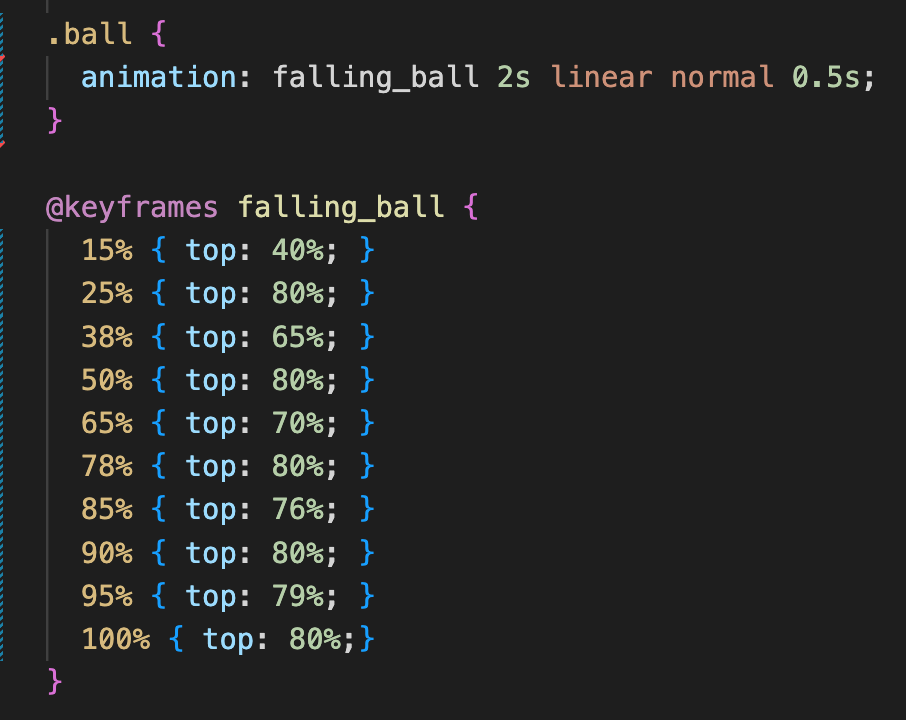 .ball {
  animation: falling_ball 2s linear normal 0.5s;
}
@keyframes falling_ball {
  15% { top: 40%; }
  25% { top: 80%; }
  38% { top: 65%; }
  50% { top: 80%; }
  65% { top: 70%; }
  78% { top: 80%; }
  85% { top: 76%; }
  90% { top: 80%; }
  95% { top: 79%; }
  100% { top: 80%;}
}